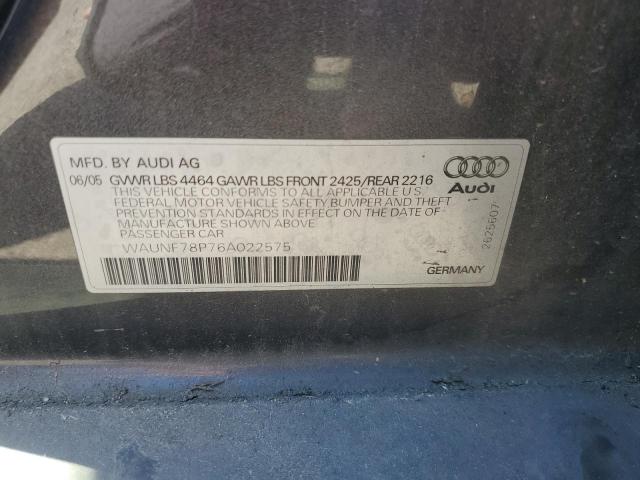 MFD. BY AUDI AG
06/05 GVWR LBS 4464 GAWR LBS FRONT 2425/REAR 2216
THIS VEHICLE CONFORMS TO ALL APPLICABLE U.S.
FEDERAL MOTOR VEHICLE SAFETY BUMPER AND THEFT
PREVENTION STANDARDS IN EFFECT ON THE DATE OF
MANUFACTURE SHOWN ABOVE
PASSENGER CAR
WAUNF78P76A022575
Audi
2625607
GERMANY